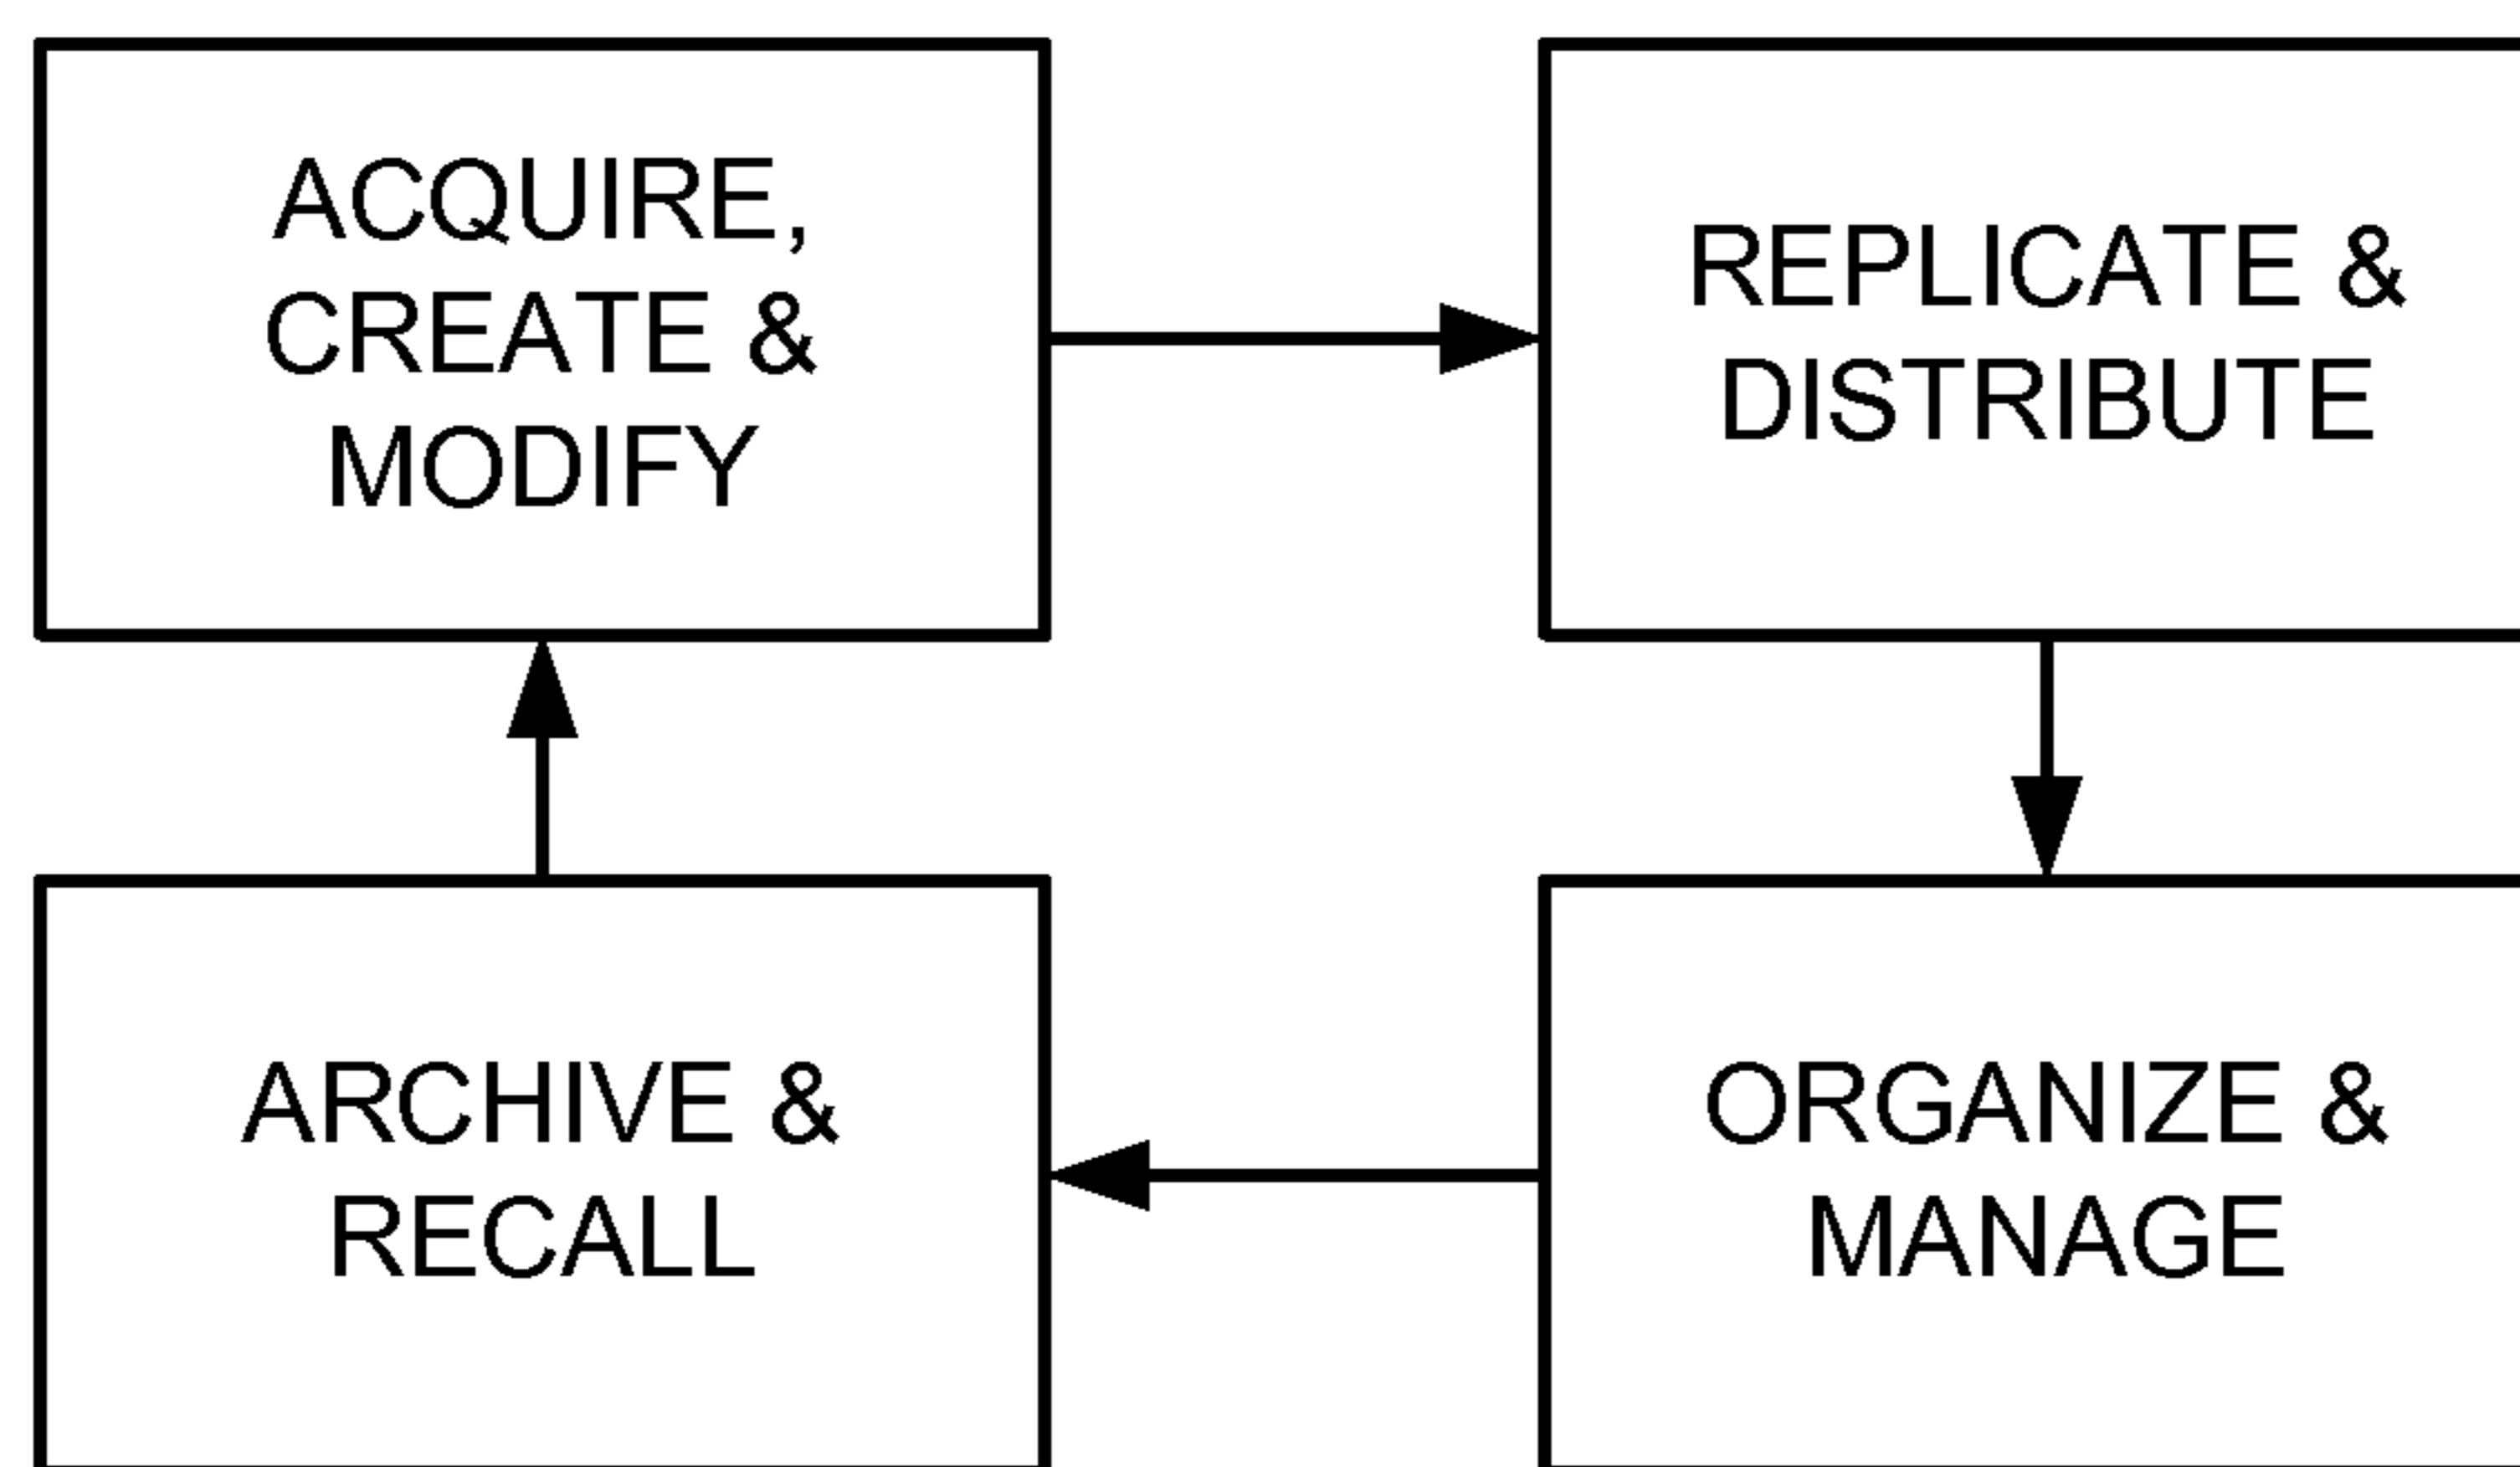 ACQUIRE,
CREATE &
MODIFY
REPLICATE &
DISTRIBUTE
ARCHIVE &
RECALL
ORGANIZE &
MANAGE